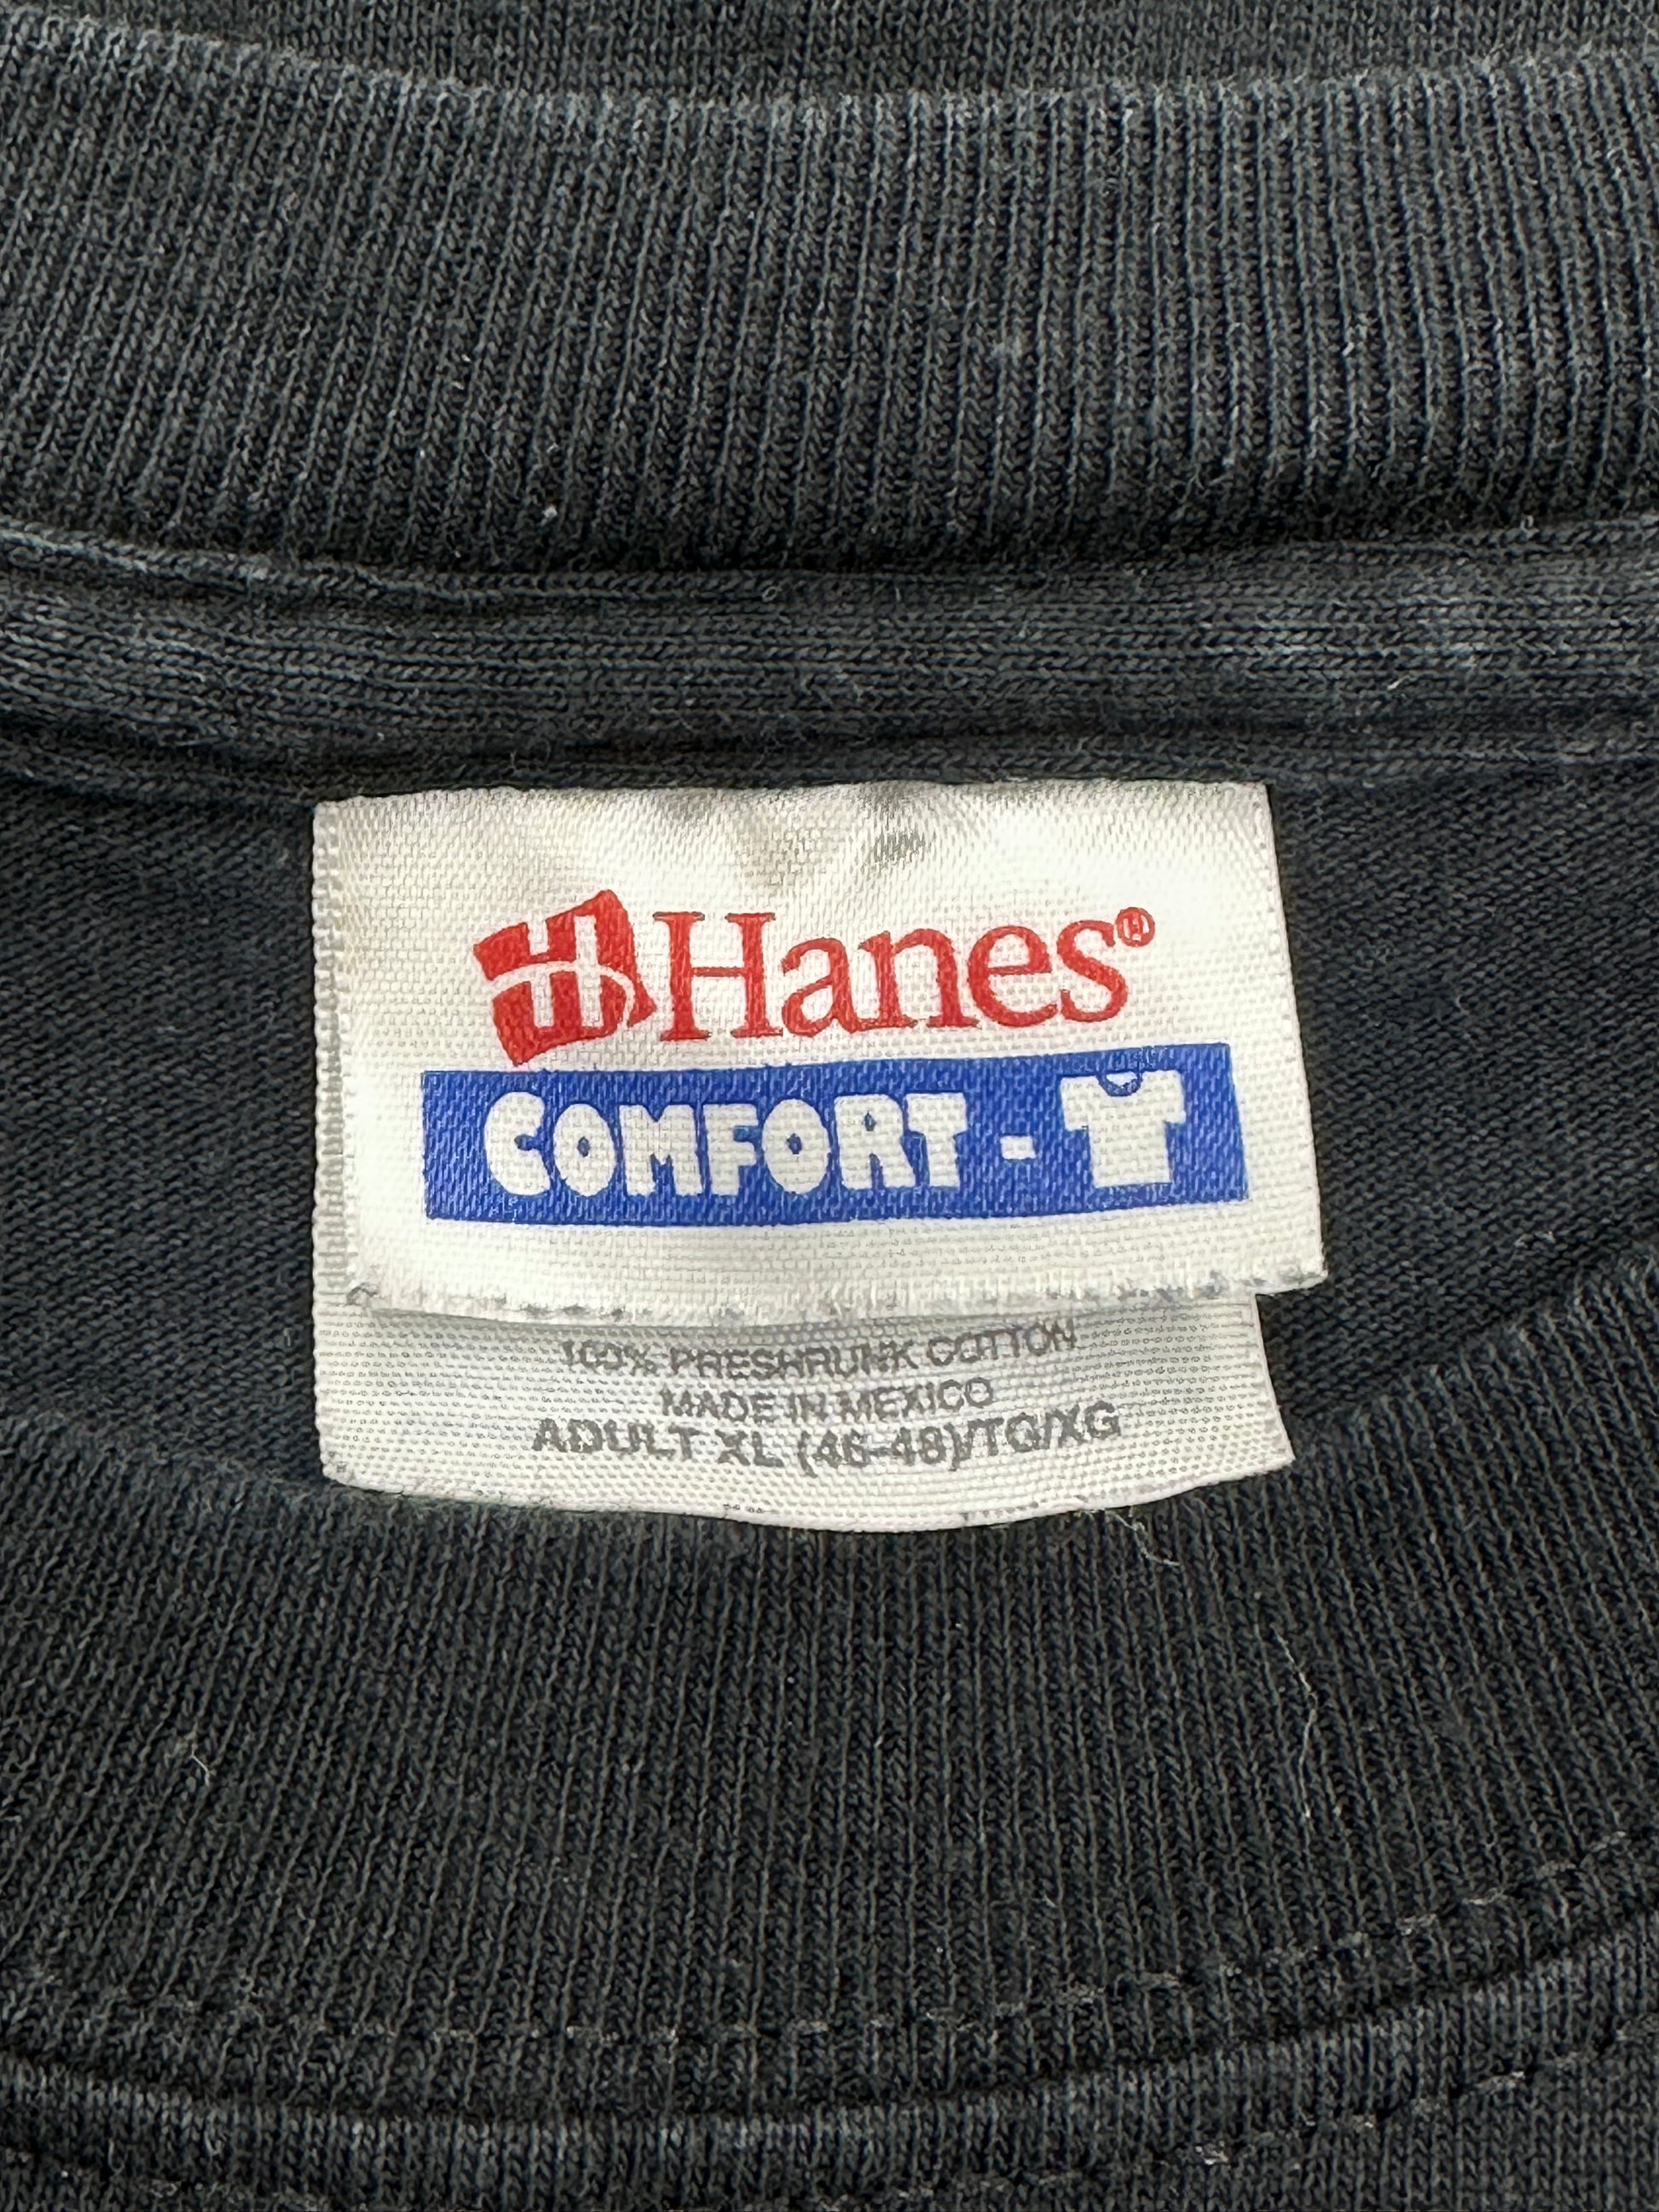 H Hanes®
COMFORT-T
100% PRESHRUNK COTTON
MADE IN MEXICO
ADULT XL (46-48)/TG/XG